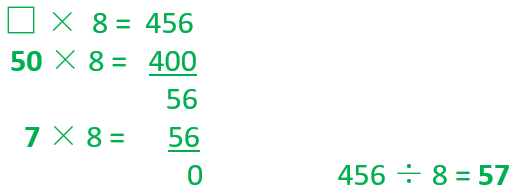 □ × 8 = 456
50 × 8 = 400
56
7 × 8 = 56
0
456 ÷ 8 = 57